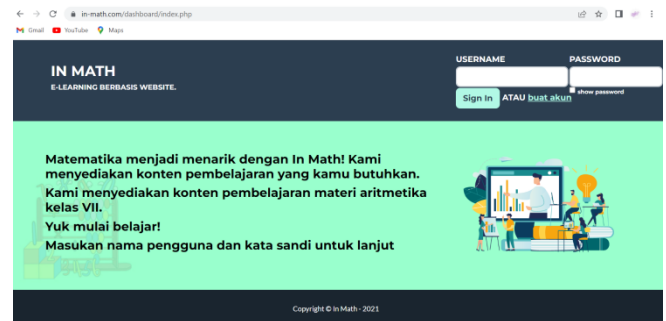 in-math.com/dashboard/index.php
Gmail YouTube Maps
IN MATH
E-LEARNING BERBASIS WEBSITE.
USERNAME PASSWORD
Sign In ATAU buat akun show password
Matematika menjadi menarik dengan In Math! Kami
menyediakan konten pembelajaran yang kamu butuhkan.
Kami menyediakan konten pembelajaran materi aritmetika
kelas VII.
Yuk mulai belajar!
Masukan nama pengguna dan kata sandi untuk lanjut
Copyright © In Math - 2021